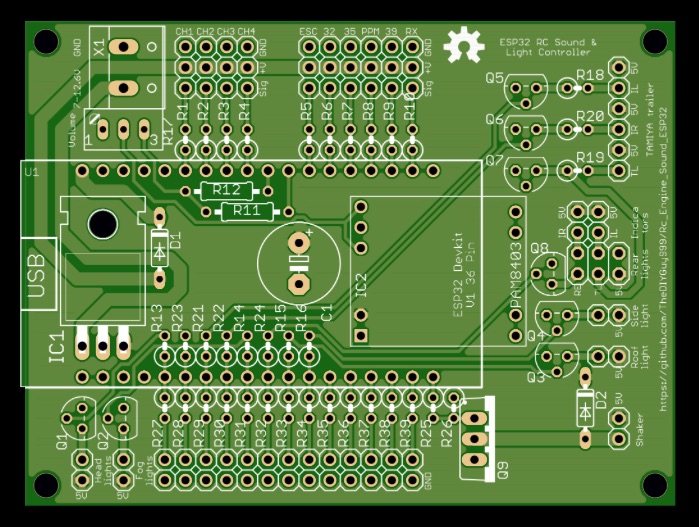 CH1 CH2 CH3 CH4
ESC 32 35 PPM 39 RX
GND
X1
GND
+V
Sig
GND
+V
Sig
ESP32 RC Sound &
Light Controller
Volume 7-12.6V
R1
R2
R3
R4
R5
R6
R7
R8
R9
R10
R17
1
3
Q5
Q6
Q7
R18
R20
R19
5V
IL
5V
IR
5V
TL
TAMIYA trailer
U1
R12
R11
USB
D1
IC1
+
C1
IC2
ESP32 Devkit
V1 36 Pin
PAM8403
Q8
IR
IL
5V
5V
Indica
tors
Rear
lights
5V
Side
light
5V
Roof
light
Q4
Q3
5V
D2
Shaker
https://github.com/TheDIYGuy999/Rc_Engine_Sound_ESP32
R13
R23
R21
R22
R14
R24
R15
R16
Q1
Q2
Head
lights
Fog
lights
5V
5V
R27
R28
R29
R30
R31
R32
R33
R34
R35
R36
R37
R38
R39
R25
R26
GND
Q9